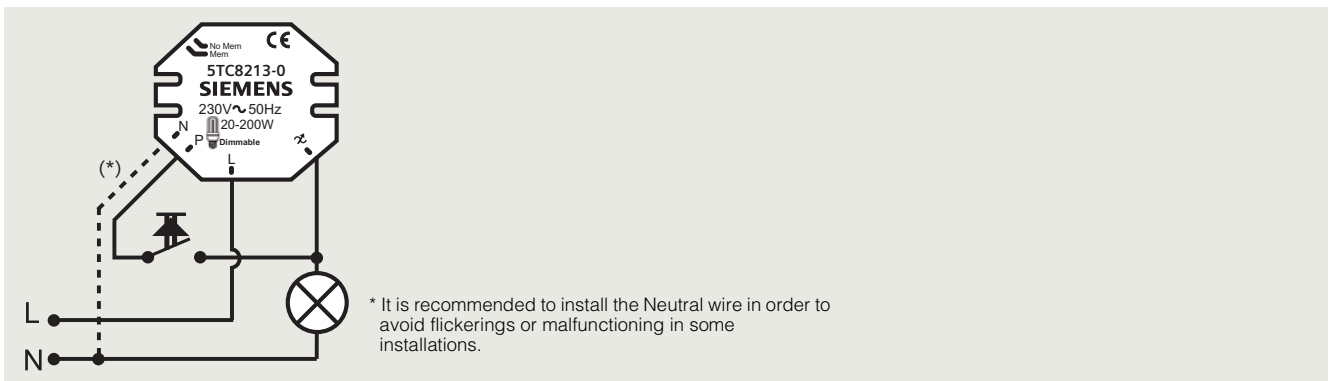 No Mem
Mem
CE
5TC8213-0
SIEMENS
230V~50Hz
20-200W
Dimmable
N
P
L
(*)
L
N
* It is recommended to install the Neutral wire in order to
avoid flickerings or malfunctioning in some
installations.